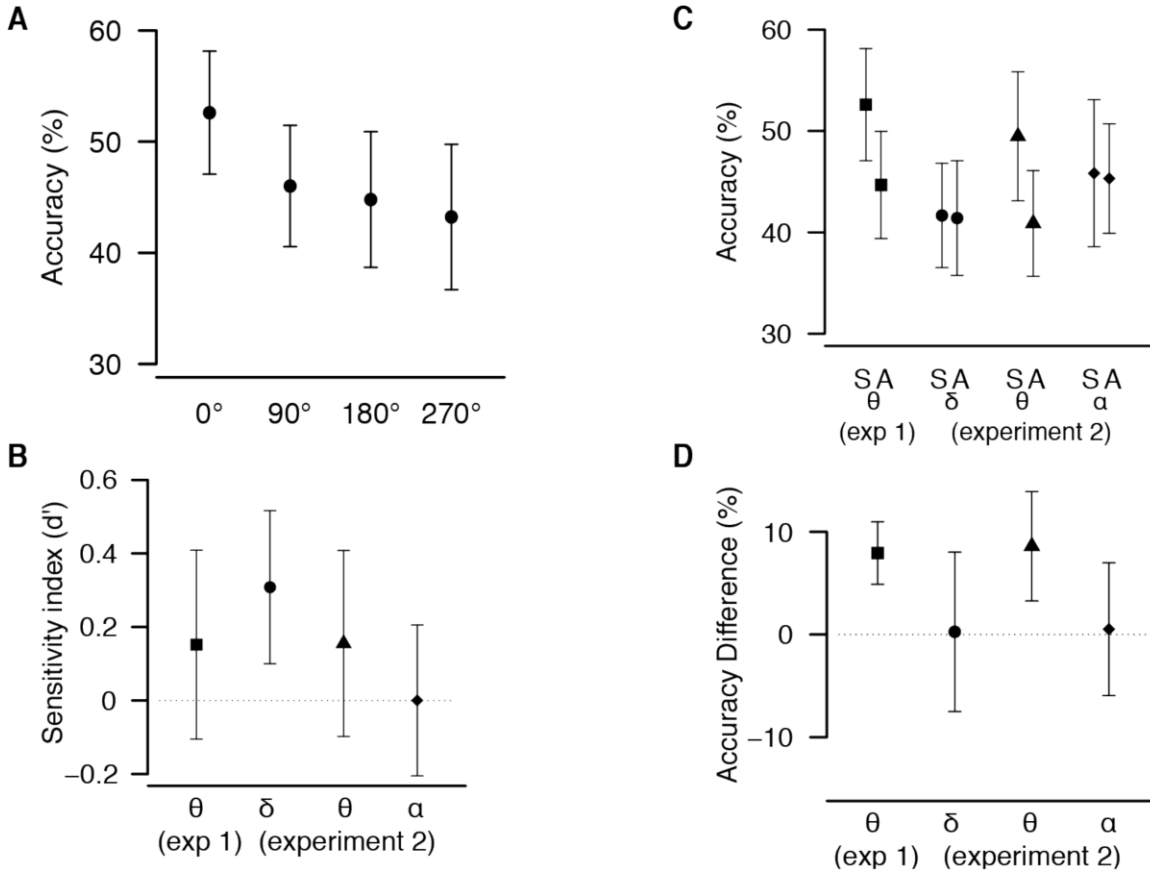 A
60
50
40
30
Accuracy (%)
0° 90° 180° 270°
B
0.6
0.4
0.2
0
−0.2
Sensitivity index (d')
θ δ θ α
(exp 1) (experiment 2)
C
60
50
40
30
Accuracy (%)
S A S A S A S A
θ δ θ α
(exp 1) (experiment 2)
D
10
0
−10
Accuracy Difference (%)
θ δ θ α
(exp 1) (experiment 2)